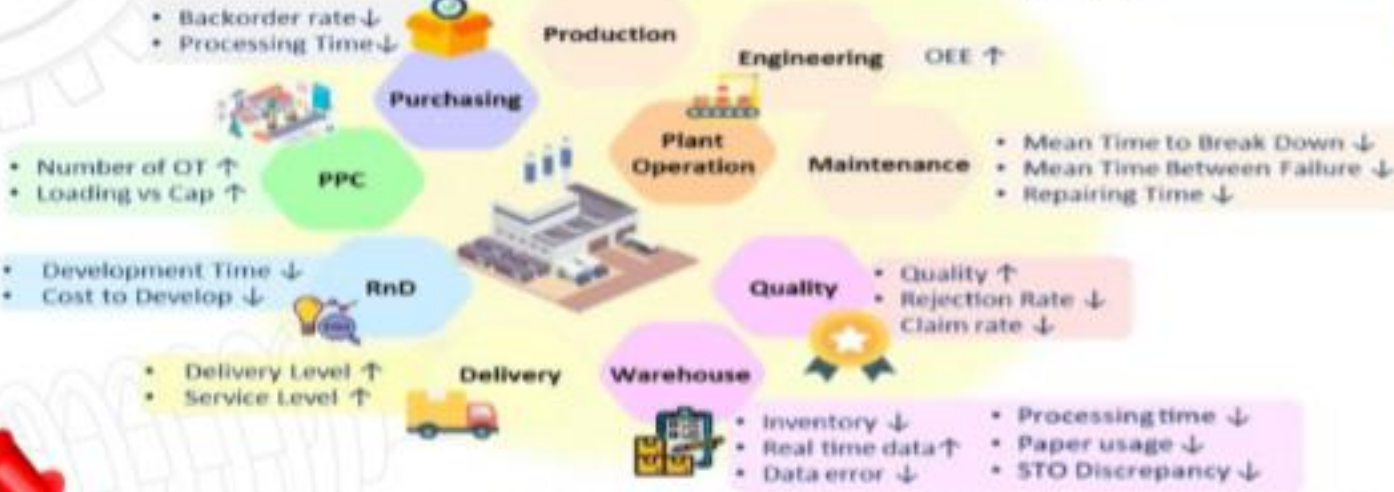 • Backorder rate ↓
• Processing Time ↓
Purchasing
Production
Engineering
OEE ↑
Plant
Operation
Maintenance
• Mean Time to Break Down ↓
• Mean Time Between Failure ↓
• Repairing Time ↓
• Number of OT ↑
• Loading vs Cap ↑
PPC
• Development Time ↓
• Cost to Develop ↓
RnD
Quality
• Quality ↑
• Rejection Rate ↓
Claim rate ↓
• Delivery Level ↑
• Service Level ↑
Delivery
Warehouse
• Inventory ↓
• Real time data ↑
• Data error ↓
• Processing time ↓
• Paper usage ↓
• STO Discrepancy ↓